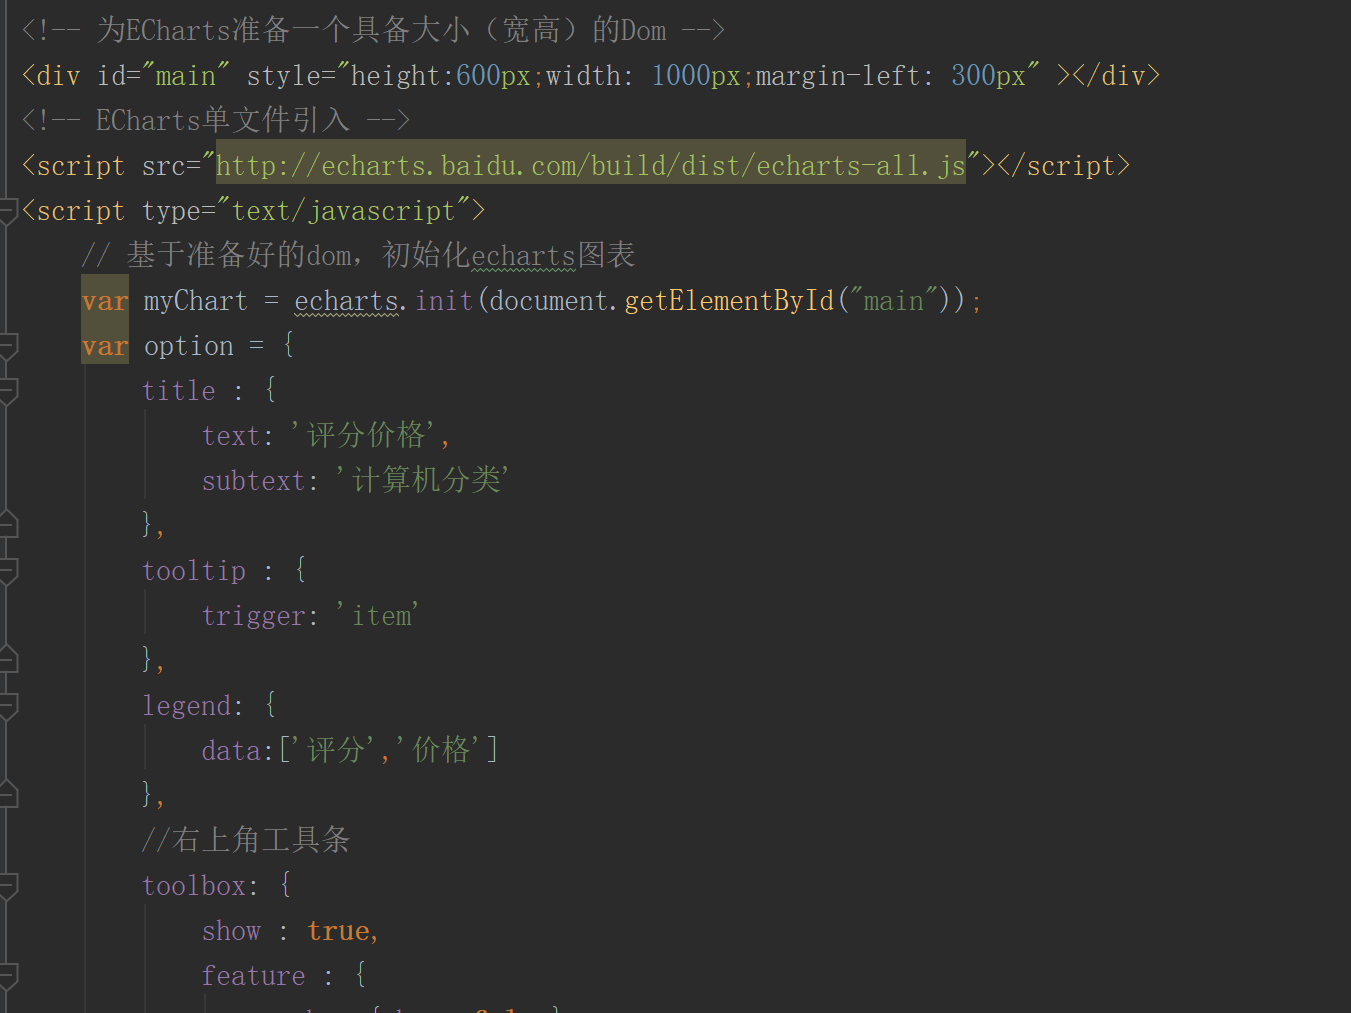 <!-- 为ECharts准备一个具备大小（宽高）的Dom -->
<div id="main" style="height:600px;width: 1000px;margin-left: 300px" ></div>
<!-- ECharts单文件引入 -->
<script src="http://echarts.baidu.com/build/dist/echarts-all.js"></script>
<script type="text/javascript">
    // 基于准备好的dom，初始化echarts图表
    var myChart = echarts.init(document.getElementById("main"));
    var option = {
        title : {
            text: '评分价格',
            subtext: '计算机分类'
        },
        tooltip : {
            trigger: 'item'
        },
        legend: {
            data:['评分','价格']
        },
        //右上角工具条
        toolbox: {
            show : true,
            feature : {